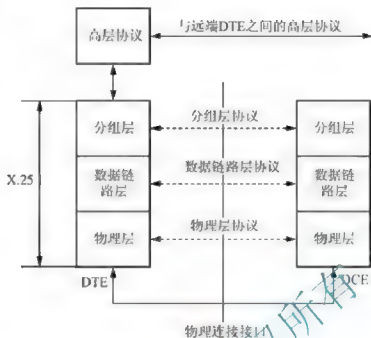 高层协议
与远端DTE之间的高层协议
分组层
分组层协议
分组层
X.25
数据链路层
数据链路层协议
数据链路层
物理层
物理层协议
物理层
DTE
DCE
物理连接接口
所有